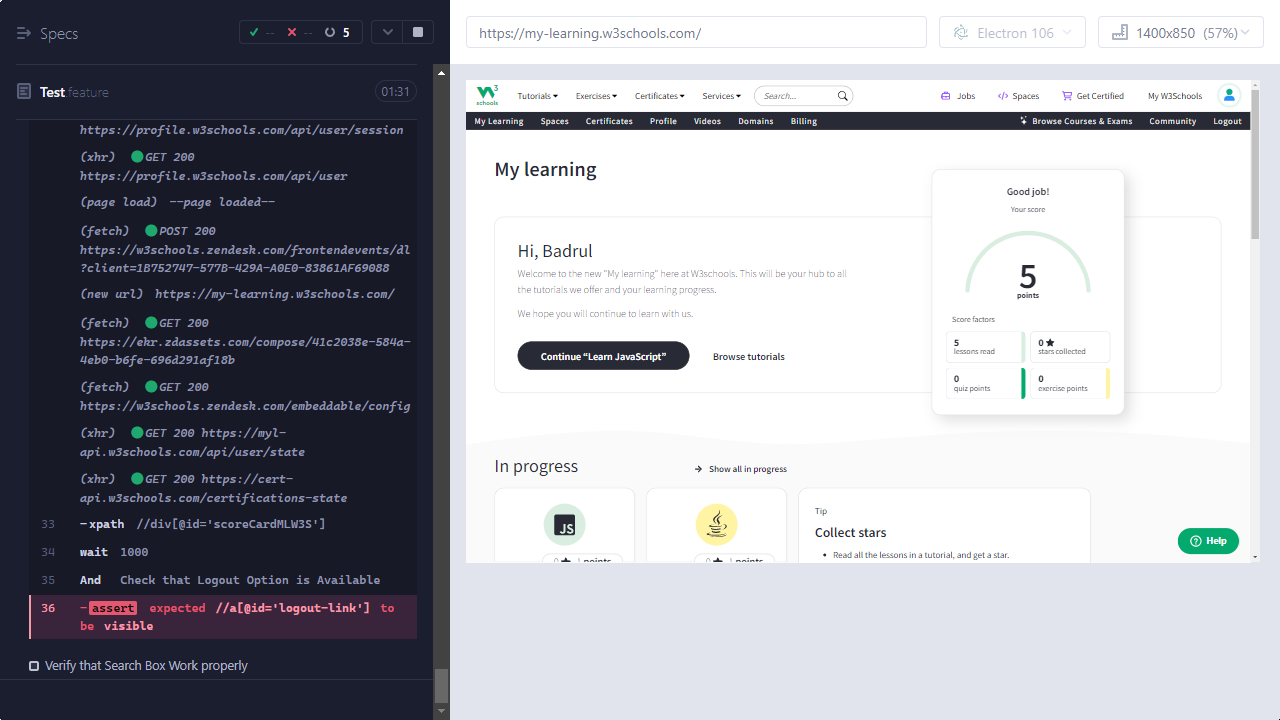 Specs
-- -- 5
Test feature 01:31
https://profile.w3schools.com/api/user/session
(xhr) GET 200
https://profile.w3schools.com/api/user
(page load) --page loaded--
(fetch) POST 200
https://w3schools.zendesk.com/frontendevents/dl
?client=1B752747-577B-429A-A0E0-83861AF69088
(new url) https://my-learning.w3schools.com/
(fetch) GET 200
https://ekr.zdassets.com/compose/41c2038e-584a-
4eb0-b6fe-696d291af18b
(fetch) GET 200
https://w3schools.zendesk.com/embeddable/config
(xhr) GET 200 https://myl-
api.w3schools.com/api/user/state
(xhr) GET 200 https://cert-
api.w3schools.com/certifications-state
33 -xpath //div[@id='scoreCardMLW3S']
34 wait 1000
35 And Check that Logout Option is Available
36 -assert expected //a[@id='logout-link'] to
be visible
Verify that Search Box Work properly
https://my-learning.w3schools.com/
Electron 106
1400x850 (57%)
W3 schools
Tutorials Exercises Certificates Services Search... Jobs Spaces Get Certified My W3Schools
My Learning Spaces Certificates Profile Videos Domains Billing Browse Courses & Exams Community Logout
My learning
Hi, Badrul
Welcome to the new "My learning" here at W3schools. This will be your hub to all
the tutorials we offer and your learning progress.
We hope you will continue to learn with us.
Continue “Learn JavaScript” Browse tutorials
Good job!
Your score
5
points
Score factors
5
lessons read
0
stars collected
0
quiz points
0
exercise points
In progress
Show all in progress
JS
0 points
0 points
Tip
Collect stars
• Read all the lessons in a tutorial, and get a star.
Help